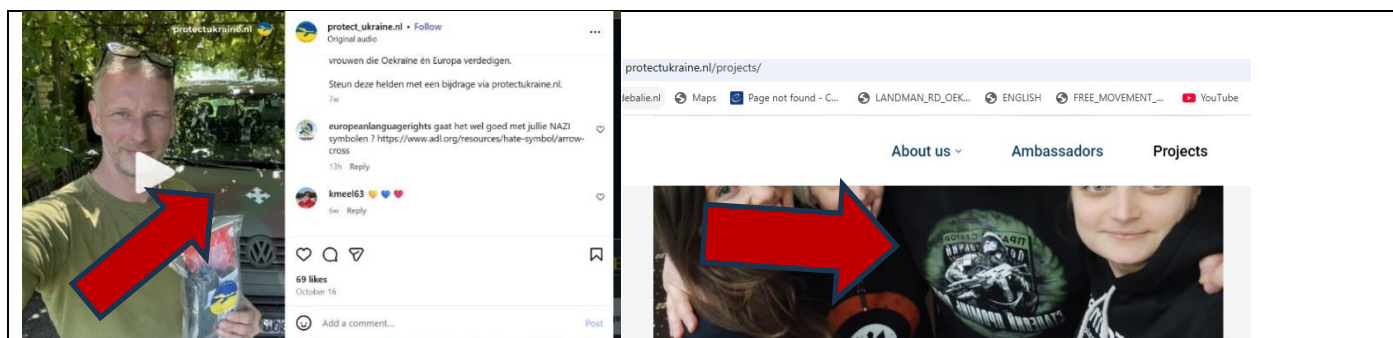 protectukraine.nl
protect_ukraine.nl • Follow
Original audio
vrouwen die Oekraïne én Europa verdedigen.
Steun deze helden met een bijdrage via protectukraine.nl.
7w
europeanlanguagerights gaat het wel goed met jullie NAZI
symbolen ? https://www.adl.org/resources/hate-symbol/arrow-
cross
13h Reply
kmeel63 💛 💙 ❤️
6w Reply
69 likes
October 16
Add a comment...
Post
protectukraine.nl/projects/
debalie.nl
Maps
Page not found - C...
LANDMAN_RD_OEK...
ENGLISH
FREE_MOVEMENT_...
YouTube
About us
Ambassadors
Projects